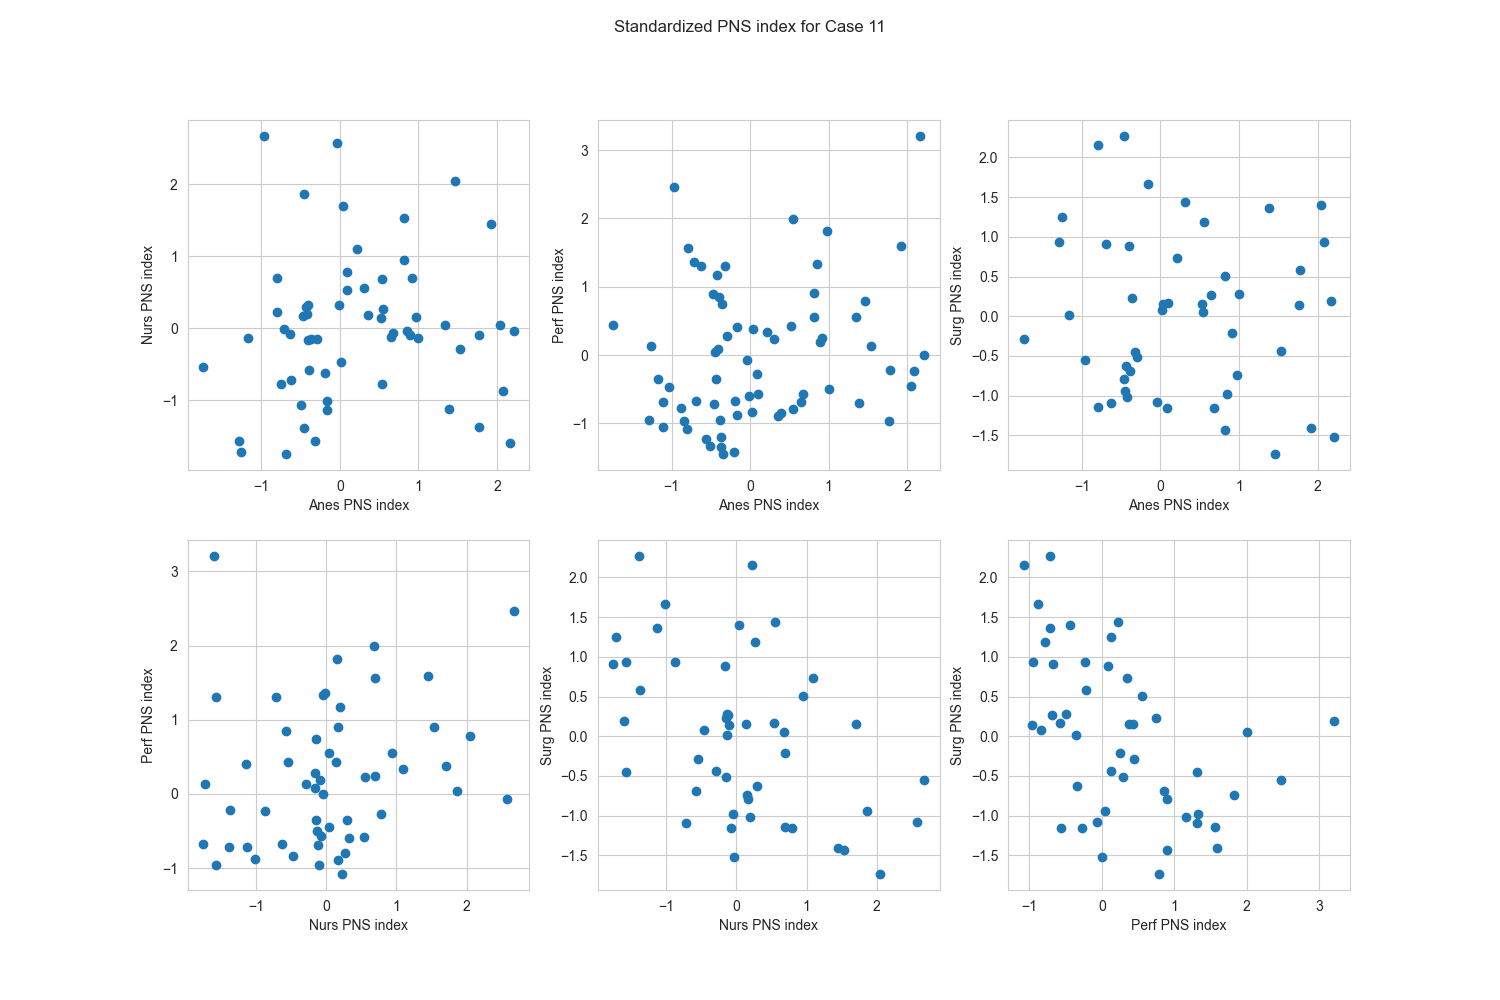 Standardized PNS index for Case 11
Nurs PNS index
2
1
0
−1
−1 0 1 2
Anes PNS index
Perf PNS index
3
2
1
0
−1
−1 0 1 2
Anes PNS index
Surg PNS index
2.0
1.5
1.0
0.5
0.0
−0.5
−1.0
−1.5
−1 0 1 2
Anes PNS index
Perf PNS index
3
2
1
0
−1
−1 0 1 2
Nurs PNS index
Surg PNS index
2.0
1.5
1.0
0.5
0.0
−0.5
−1.0
−1.5
−1 0 1 2
Nurs PNS index
Surg PNS index
2.0
1.5
1.0
0.5
0.0
−0.5
−1.0
−1.5
−1 0 1 2 3
Perf PNS index